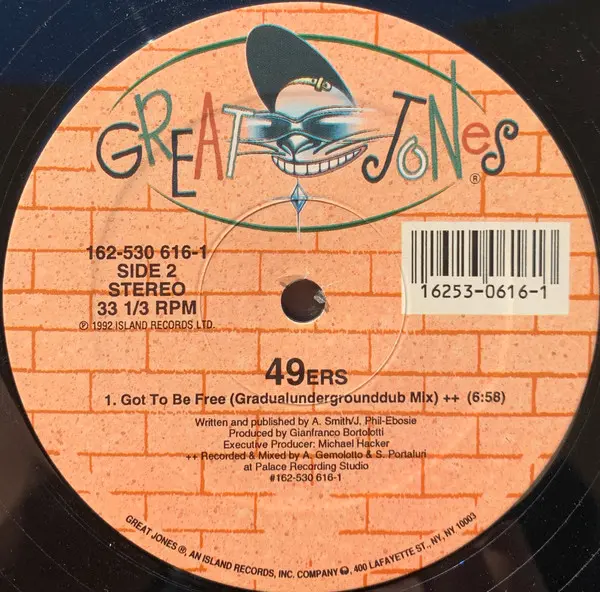 GREAT JONES ®
162-530 616-1
SIDE 2
STEREO
33 1/3 RPM
℗ 1992 ISLAND RECORDS LTD.
16253-0616-1
49ERS
1. Got To Be Free (Gradualundergrounddub Mix) ++ (6:58)
Written and published by A. Smith/J. Phil-Ebosie
Produced by Gianfranco Bortolotti
Executive Producer: Michael Hacker
++ Recorded & Mixed by A. Gemolotto & S. Portaluri
at Palace Recording Studio
#162-530 616-1
GREAT JONES ®, AN ISLAND RECORDS, INC. COMPANY, 400 LAFAYETTE ST., NY, NY 10003